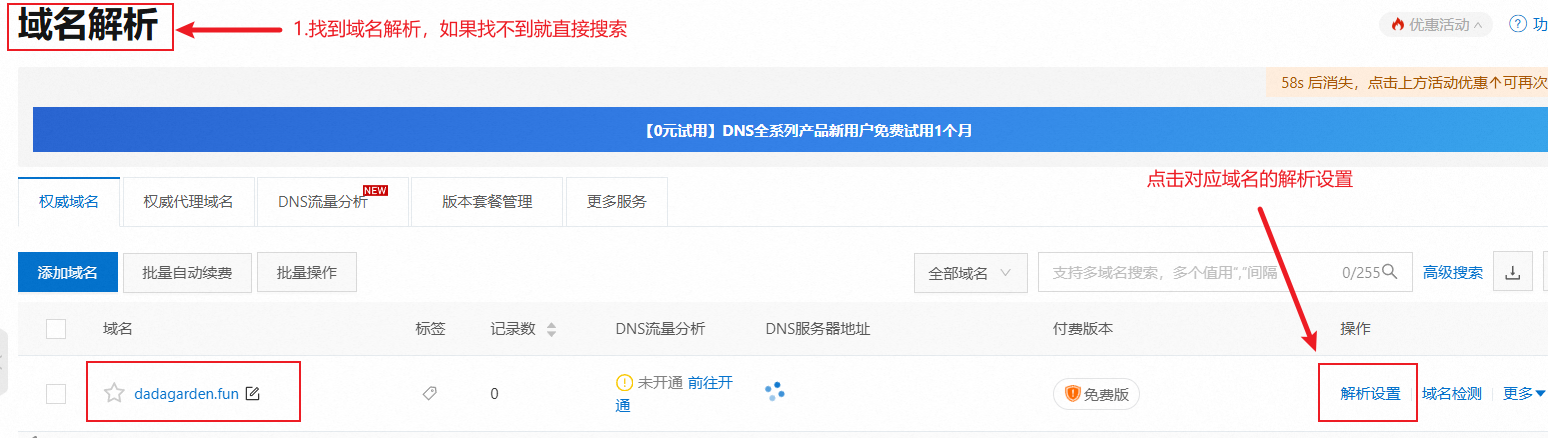 域名解析
1.找到域名解析，如果找不到就直接搜索
优惠活动
功
58s 后消失，点击上方活动优惠个可再次
【0元试用】DNS全系列产品新用户免费试用1个月
点击对应域名的解析设置
权威域名
权威代理域名
DNS流量分析
NEW
版本套餐管理
更多服务
添加域名
批量自动续费
批量操作
全部域名
支持多域名搜索，多个值用","间隔
0/255
高级搜索
域名
标签
记录数
DNS流量分析
DNS服务器地址
付费版本
操作
dadagarden.fun
0
未开通 前往开
通
免费版
解析设置
域名检测
更多